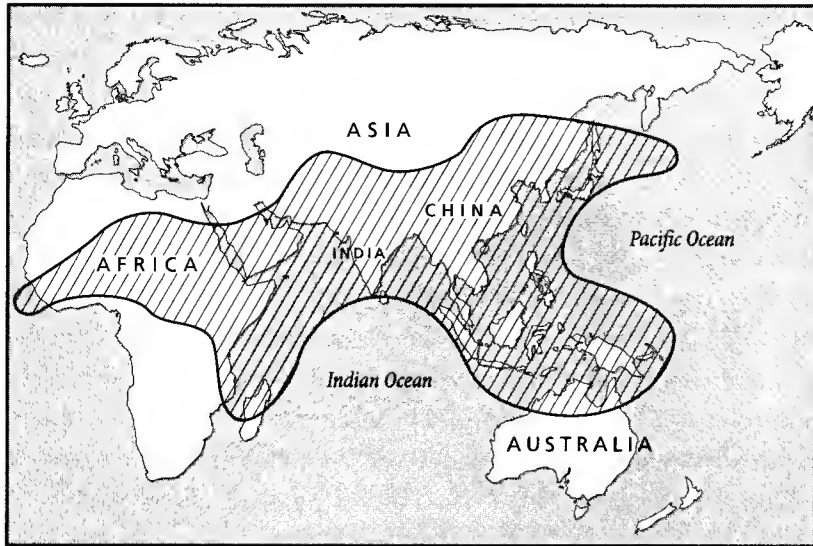 ASIA
CHINA
Pacific Ocean
INDIA
AFRICA
Indian Ocean
AUSTRALIA